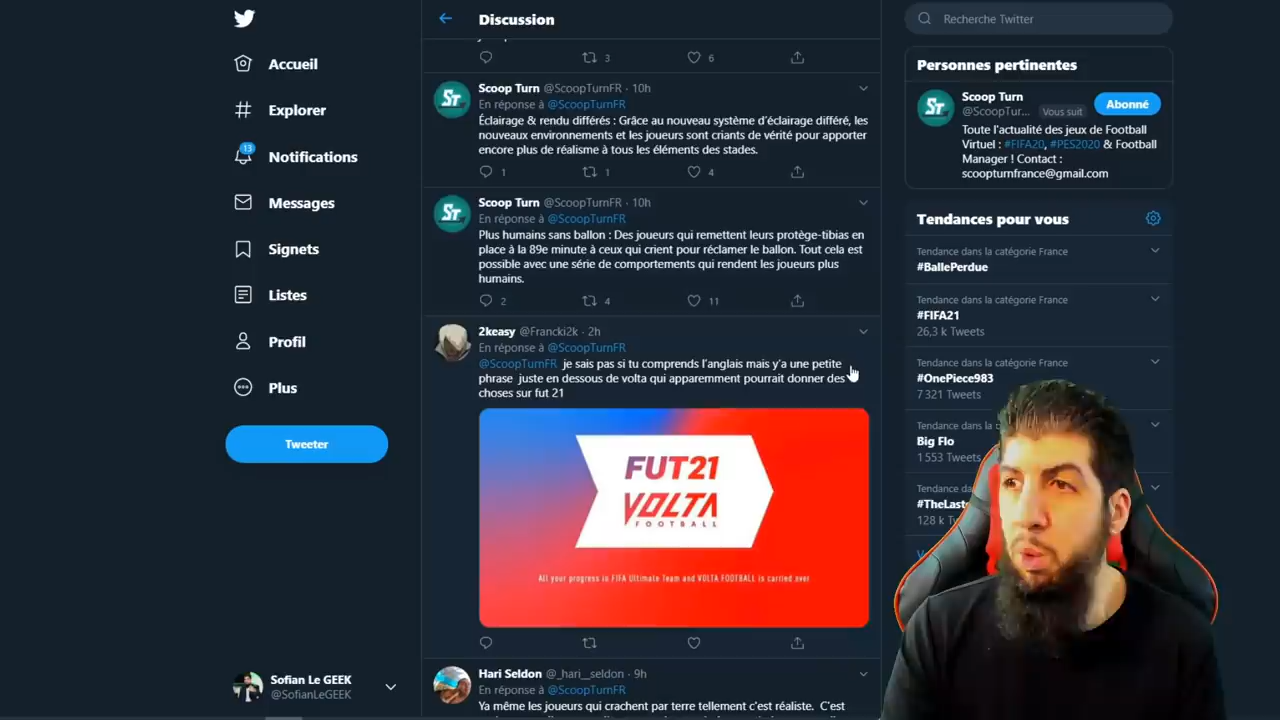 Accueil
Explorer
13
Notifications
Messages
Signets
Listes
Profil
Plus
Tweeter
Sofian Le GEEK
@SofianLeGEEK
Discussion
3
6
Scoop Turn @ScoopTurnFR · 10h
En réponse à @ScoopTurnFR
Éclairage & rendu différés : Grâce au nouveau système d'éclairage différé, les
nouveaux environnements et les joueurs sont criants de vérité pour apporter
encore plus de réalisme à tous les éléments des stades.
1
1
4
Scoop Turn @ScoopTurnFR · 10h
En réponse à @ScoopTurnFR
Plus humains sans ballon : Des joueurs qui remettent leurs protège-tibias en
place à la 89e minute à ceux qui crient pour réclamer le ballon. Tout cela est
possible avec une série de comportements qui rendent les joueurs plus
humains.
2
4
11
2keasy @Francki2k · 2h
En réponse à @ScoopTurnFR
@ScoopTurnFR je sais pas si tu comprends l'anglais mais y'a une petite
phrase juste en dessous de volta qui apparemment pourrait donner des
choses sur fut 21
FUT21
VOLTA
FOOTBALL
All your progress in FIFA Ultimate Team and VOLTA FOOTBALL is carried over
Hari Seldon @_hari__seldon · 9h
En réponse à @ScoopTurnFR
Ya même les joueurs qui crachent par terre tellement c'est réaliste. C'est
Recherche Twitter
Personnes pertinentes
Scoop Turn
@ScoopTur... Vous suit
Abonné
Toute l'actualité des jeux de Football
Virtuel : #FIFA20, #PES2020 & Football
Manager ! Contact :
scoopturnfrance@gmail.com
Tendances pour vous
Tendance dans la catégorie France
#BallePerdue
Tendance dans la catégorie France
#FIFA21
26,3 k Tweets
Tendance dans la catégorie France
#OnePiece983
7 321 Tweets
Tendance dans la
Big Flo
1 553 Tweets
Tendance da
#TheLast
128 k